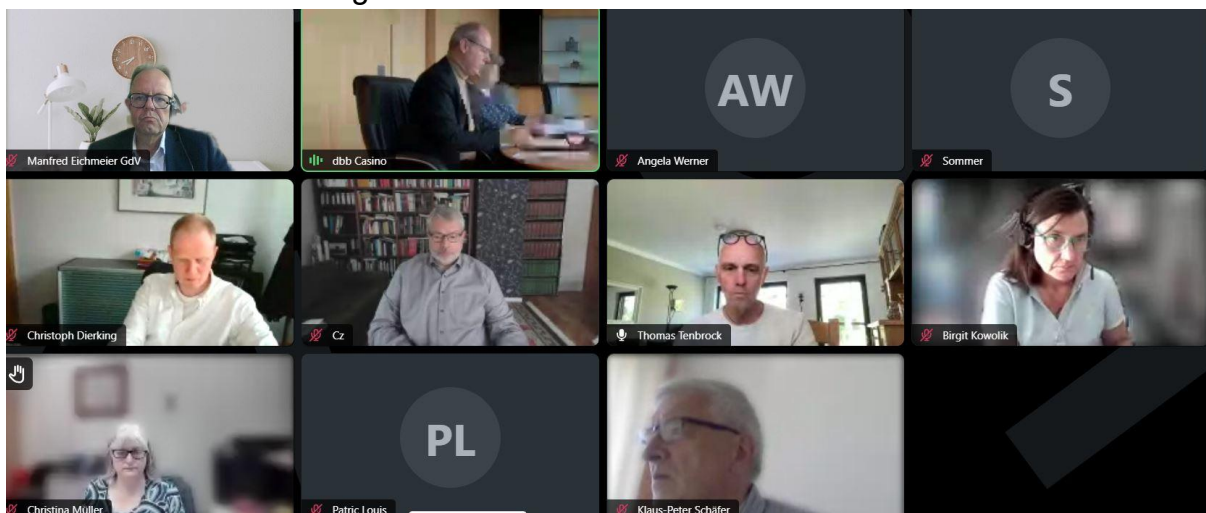 Manfred Eichmeier GdV
dbb Casino
AW
Angela Werner
S
Sommer
Christoph Dierking
Cz
Thomas Tenbrock
Birgit Kowolik
Christina Müller
PL
Patric Louis
Klaus-Peter Schäfer